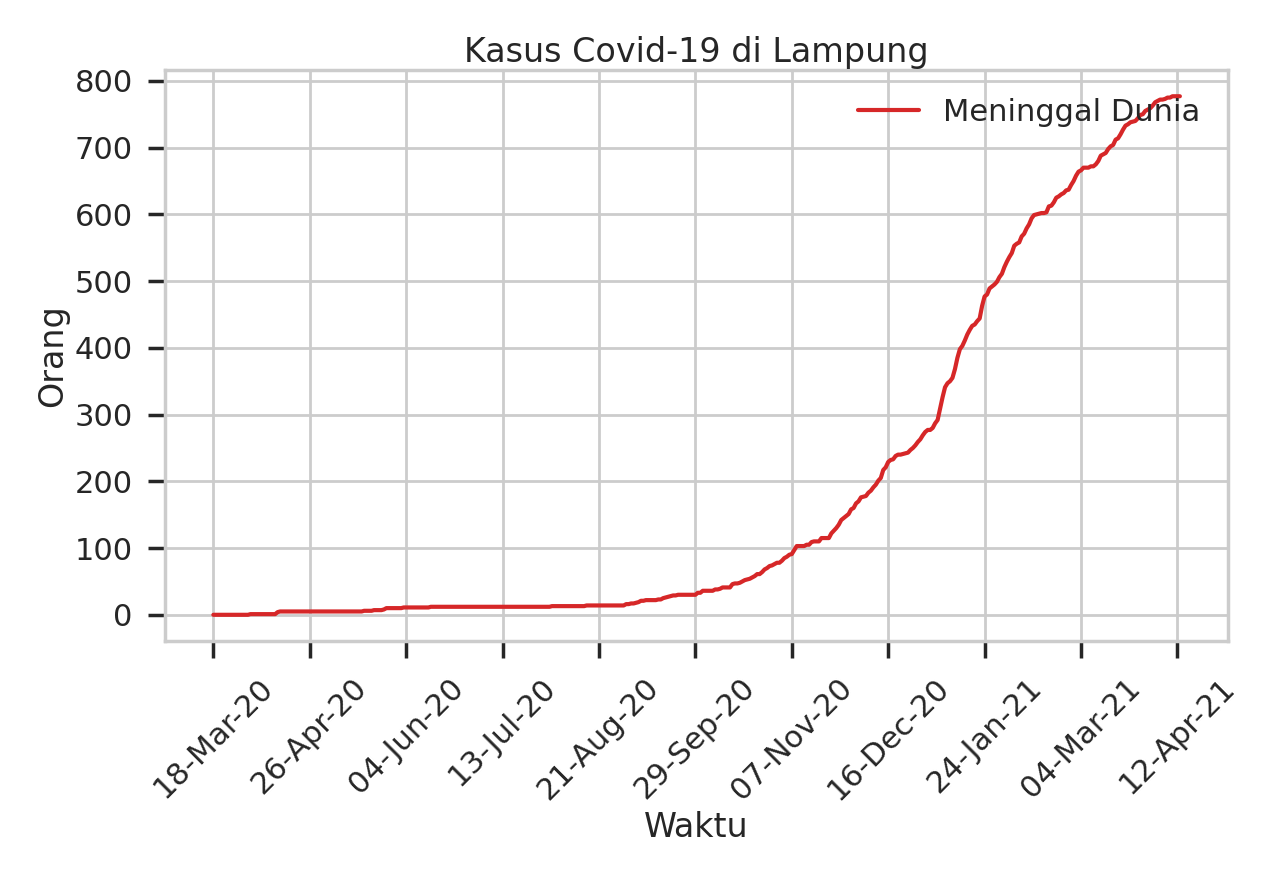 Kasus Covid-19 di Lampung
Meninggal Dunia
Orang
800
700
600
500
400
300
200
100
0
18-Mar-20
26-Apr-20
04-Jun-20
13-Jul-20
21-Aug-20
29-Sep-20
07-Nov-20
16-Dec-20
24-Jan-21
04-Mar-21
12-Apr-21
Waktu